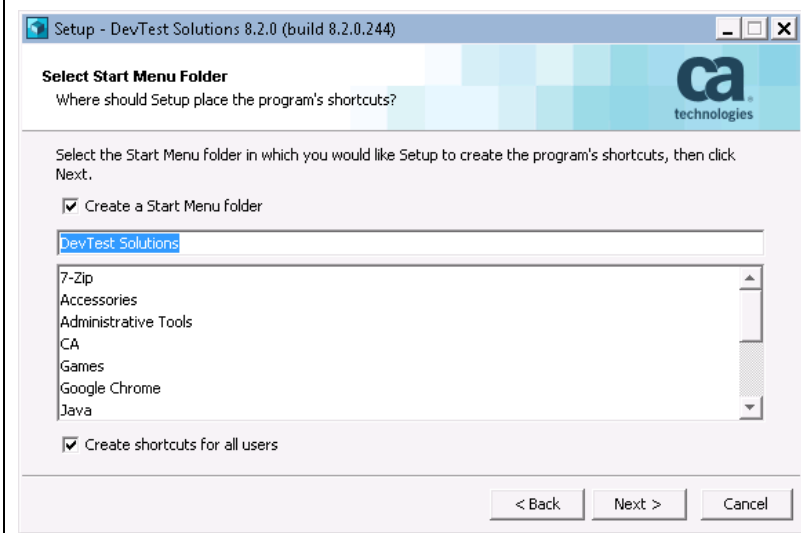 Setup - DevTest Solutions 8.2.0 (build 8.2.0.244)
Select Start Menu Folder
Where should Setup place the program's shortcuts?
ca
technologies
Select the Start Menu folder in which you would like Setup to create the program's shortcuts, then click
Next.
Create a Start Menu folder
DevTest Solutions
7-Zip
Accessories
Administrative Tools
CA
Games
Google Chrome
Java
Create shortcuts for all users
< Back
Next >
Cancel